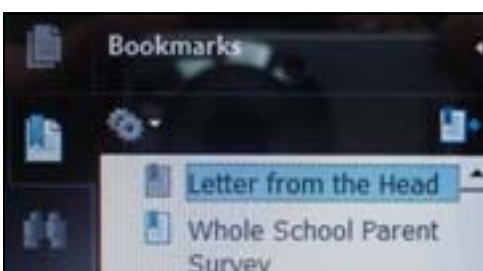 Bookmarks
Letter from the Head
Whole School Parent
Survey